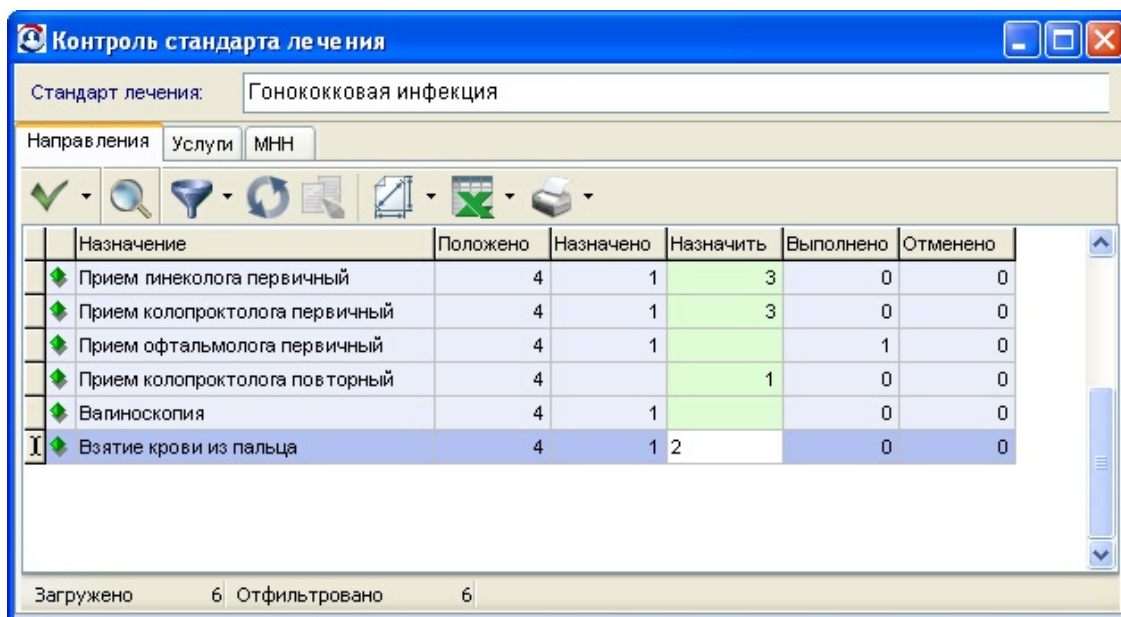 Контроль стандарта лечения
Стандарт лечения: Гонококковая инфекция
Направления Услуги МНН
Назначение Положено Назначено Назначить Выполнено Отменено
Прием гинеколога первичный 4 1 3 0 0
Прием колопроктолога первичный 4 1 3 0 0
Прием офтальмолога первичный 4 1 1 0
Прием колопроктолога повторный 4 1 0 0
Вагиноскопия 4 1 0 0
Взятие крови из пальца 4 1 2 0 0
Загружено 6 Отфильтровано 6